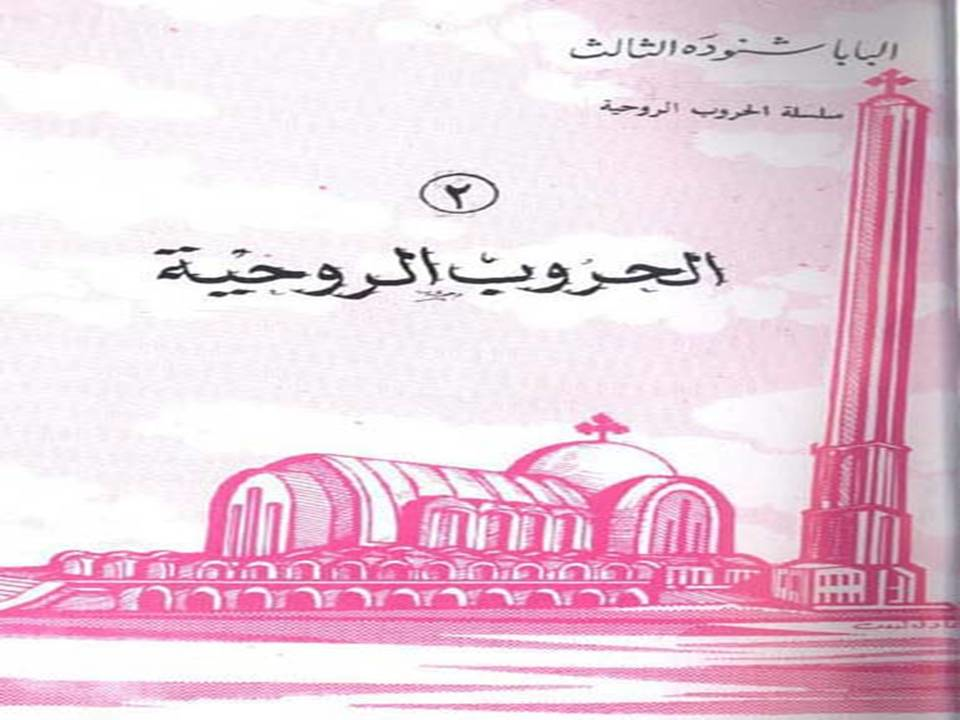 البابا شنوده الثالث
سلسلة الحروب الروحية
٢
الحروب الروحية